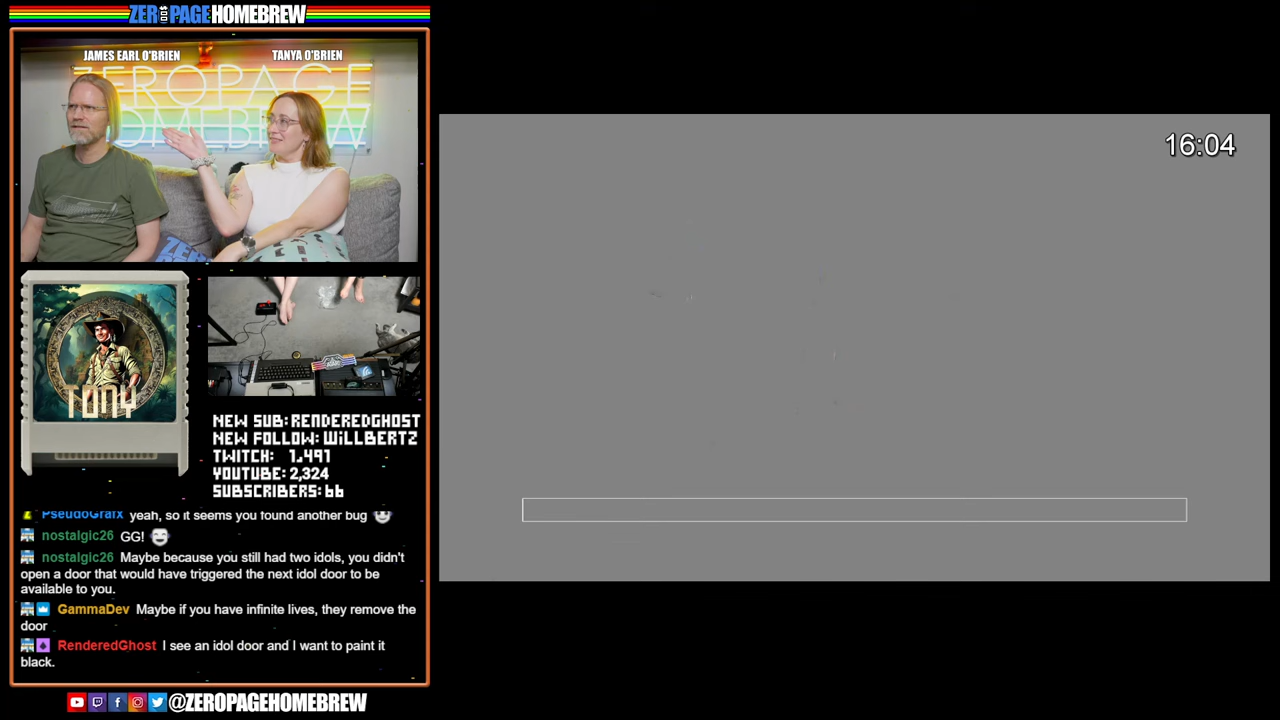 ZEROPAGEHOMEBREW
JAMES EARL O'BRIEN
TANYA O'BRIEN
ZEROPAGE
HOMEBREW
16:04
TONY
NEW SUB: RENDEREDGHOST
NEW FOLLOW: WILLBERTZ
TWITCH: 1,491
YOUTUBE: 2,324
SUBSCRIBERS: 66
PseudoGrafx yeah, so it seems you found another bug
nostalgic26 GG!
nostalgic26 Maybe because you still had two idols, you didn't
open a door that would have triggered the next idol door to be
available to you.
GammaDev Maybe if you have infinite lives, they remove the
door
RenderedGhost I see an idol door and I want to paint it
black.
@ZEROPAGEHOMEBREW